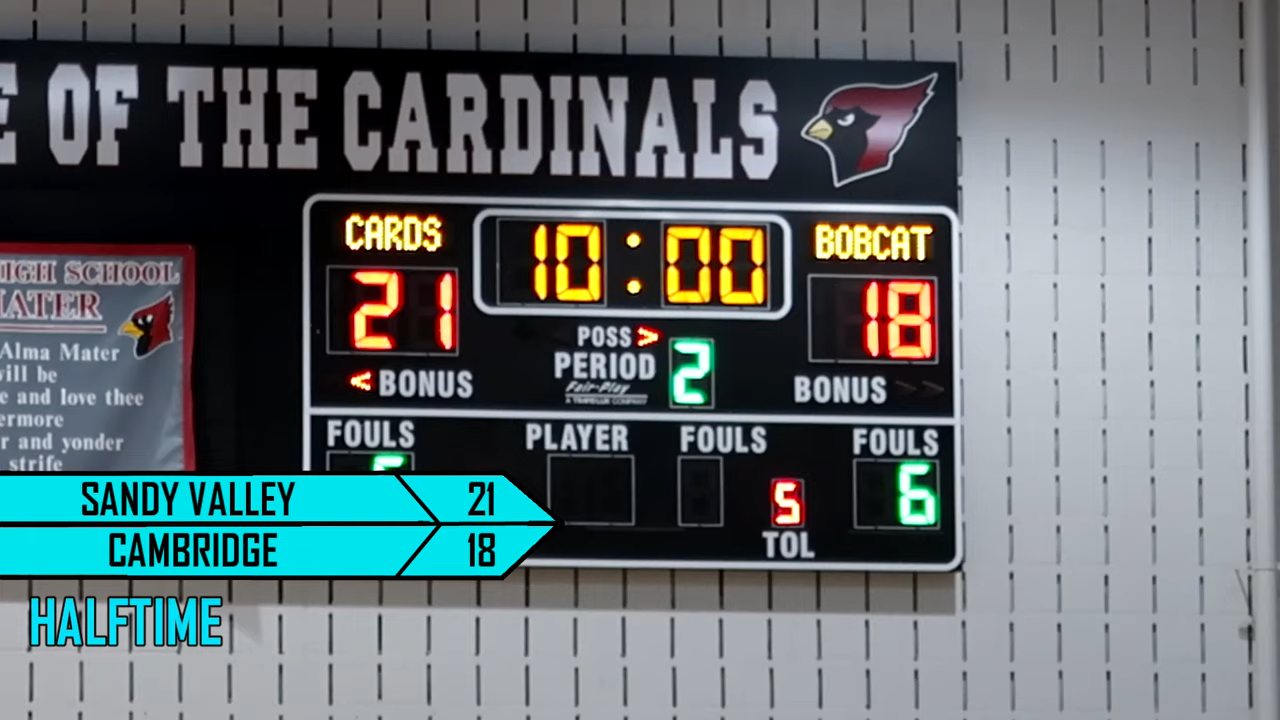 E OF THE CARDINALS
CARDS
10:00
BOBCAT
21
18
POSS >
PERIOD 2
Fair-Play
< BONUS
BONUS
HIGH SCHOOL
MATER
Alma Mater
will be
e and love thee
ermore
r and yonder
strife
FOULS
PLAYER
FOULS
FOULS
5
6
TOL
SANDY VALLEY 21
CAMBRIDGE 18
HALFTIME